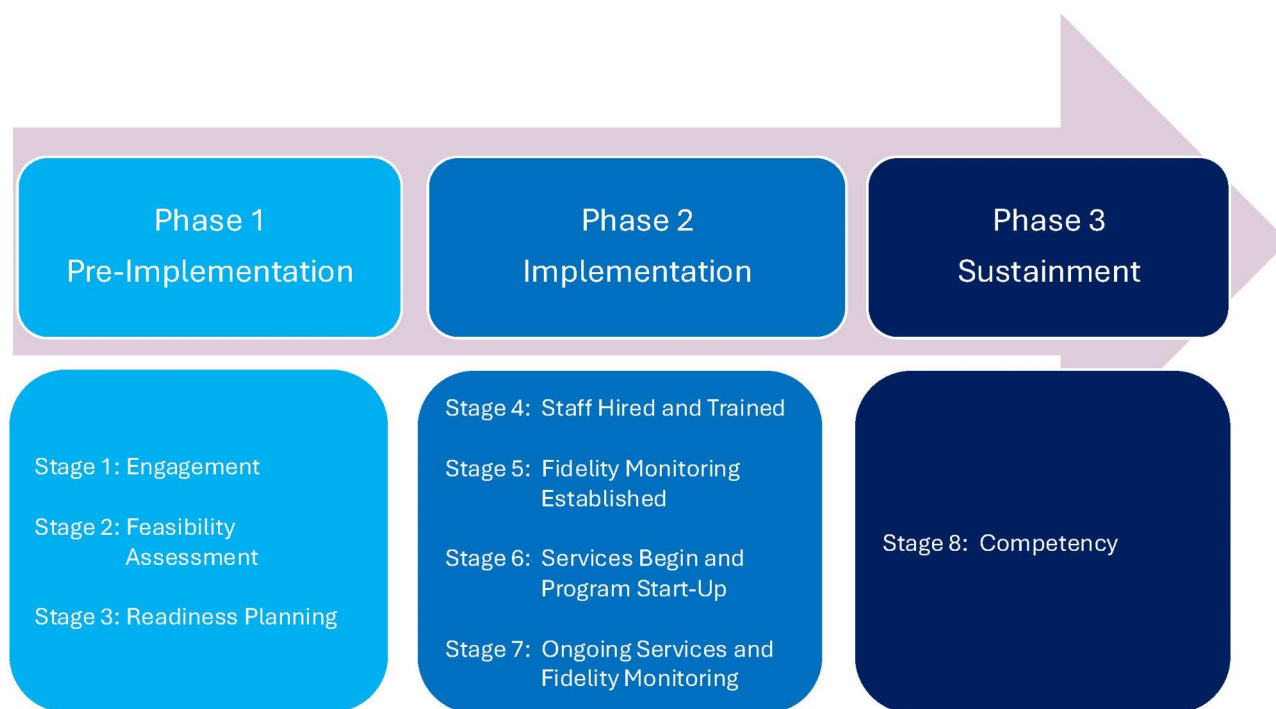 Phase 1
Pre-Implementation
Phase 2
Implementation
Phase 3
Sustainment
Stage 1: Engagement
Stage 2: Feasibility
Assessment
Stage 3: Readiness Planning
Stage 4: Staff Hired and Trained
Stage 5: Fidelity Monitoring
Established
Stage 6: Services Begin and
Program Start-Up
Stage 7: Ongoing Services and
Fidelity Monitoring
Stage 8: Competency